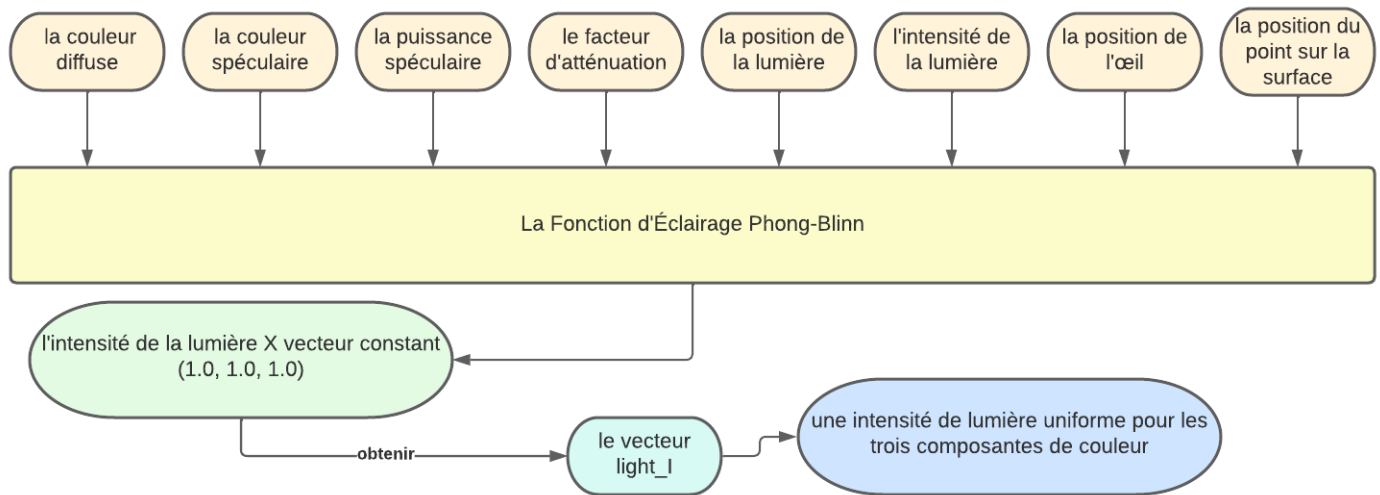 la couleur
diffuse
la couleur
spéculaire
la puissance
spéculaire
le facteur
d'atténuation
la position de
la lumière
l'intensité de
la lumière
la position de
l'œil
la position du
point sur la
surface
La Fonction d'Éclairage Phong-Blinn
l'intensité de la lumière X vecteur constant
(1.0, 1.0, 1.0)
obtenir
le vecteur
light_I
une intensité de lumière uniforme pour les
trois composantes de couleur